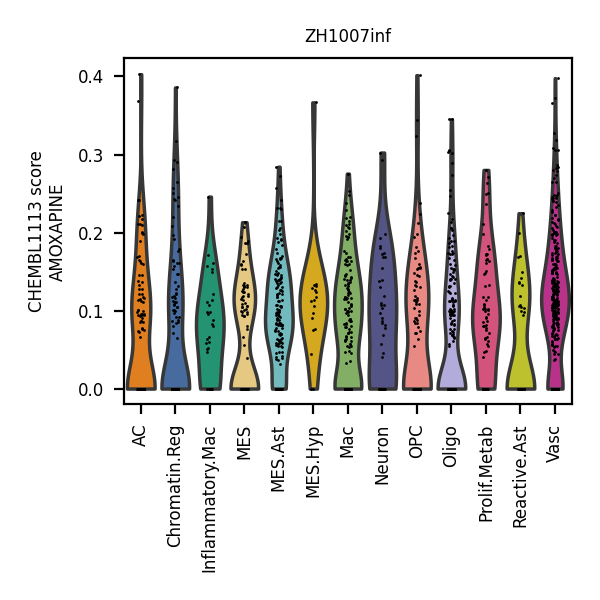 ZH1007inf
CHEMBL1113 score
AMOXAPINE
0.4
0.3
0.2
0.1
0.0
AC
Chromatin.Reg
Inflammatory.Mac
MES
MES.Ast
MES.Hyp
Mac
Neuron
OPC
Oligo
Prolif.Metab
Reactive.Ast
Vasc